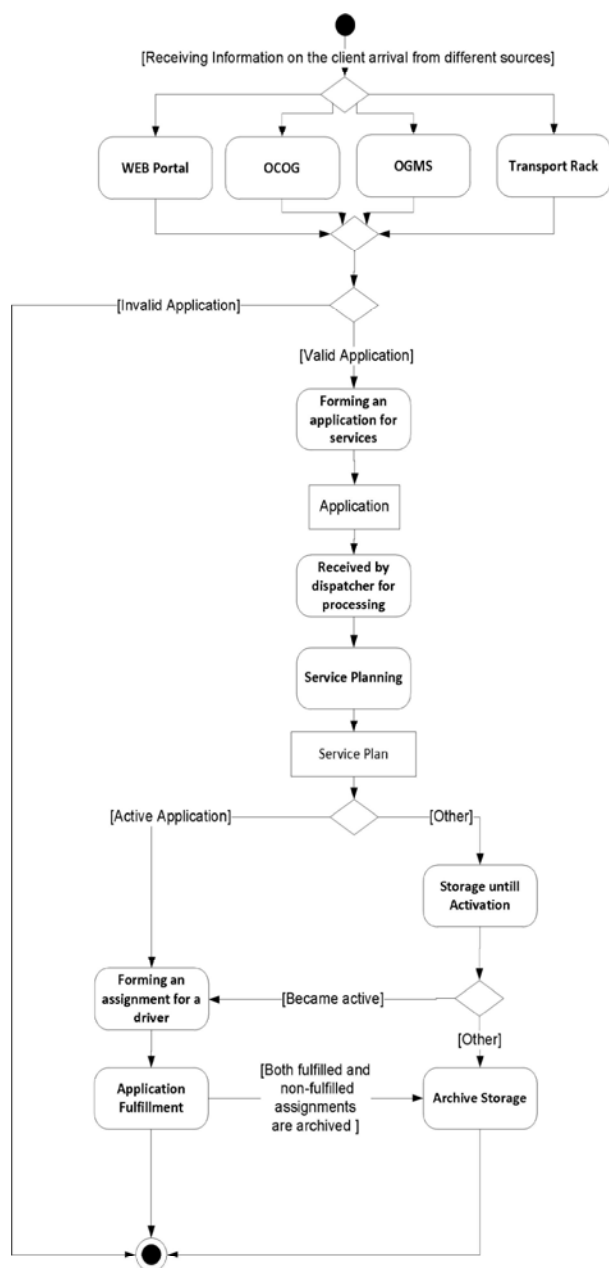 [Receiving Information on the client arrival from different sources]
WEB Portal
OCOG
OGMS
Transport Rack
[Invalid Application]
[Valid Application]
Forming an
application for
services
Application
Received by
dispatcher for
processing
Service Planning
Service Plan
[Active Application]
[Other]
Storage untill
Activation
Forming an
assignment for a
driver
[Became active]
[Other]
Application
Fulfillment
[Both fulfilled and
non-fulfilled
assignments
are archived ]
Archive Storage